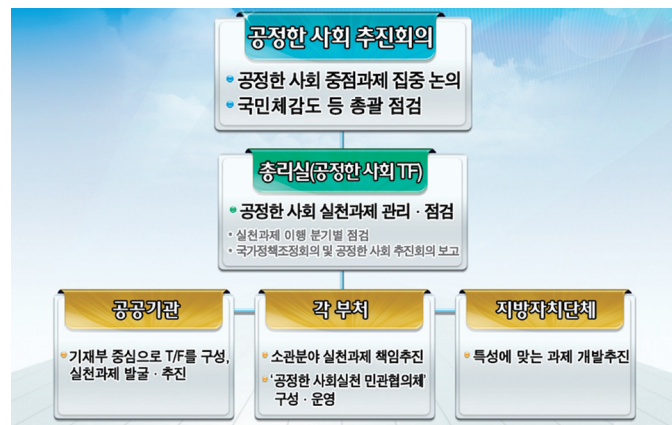 공정한 사회 추진회의
공정한 사회 중점과제 집중 논의
국민체감도 등 총괄 점검
총리실(공정한 사회 TF)
공정한 사회 실천과제 관리 · 점검
• 실천과제 이행 분기별 점검
• 국가정책조정회의 및 공정한 사회 추진회의 보고
공공기관
기재부 중심으로 T/F를 구성,
실천과제 발굴 · 추진
각 부처
소관분야 실천과제 책임추진
'공정한 사회실천 민관협의체'
구성 · 운영
지방자치단체
특성에 맞는 과제 개발추진